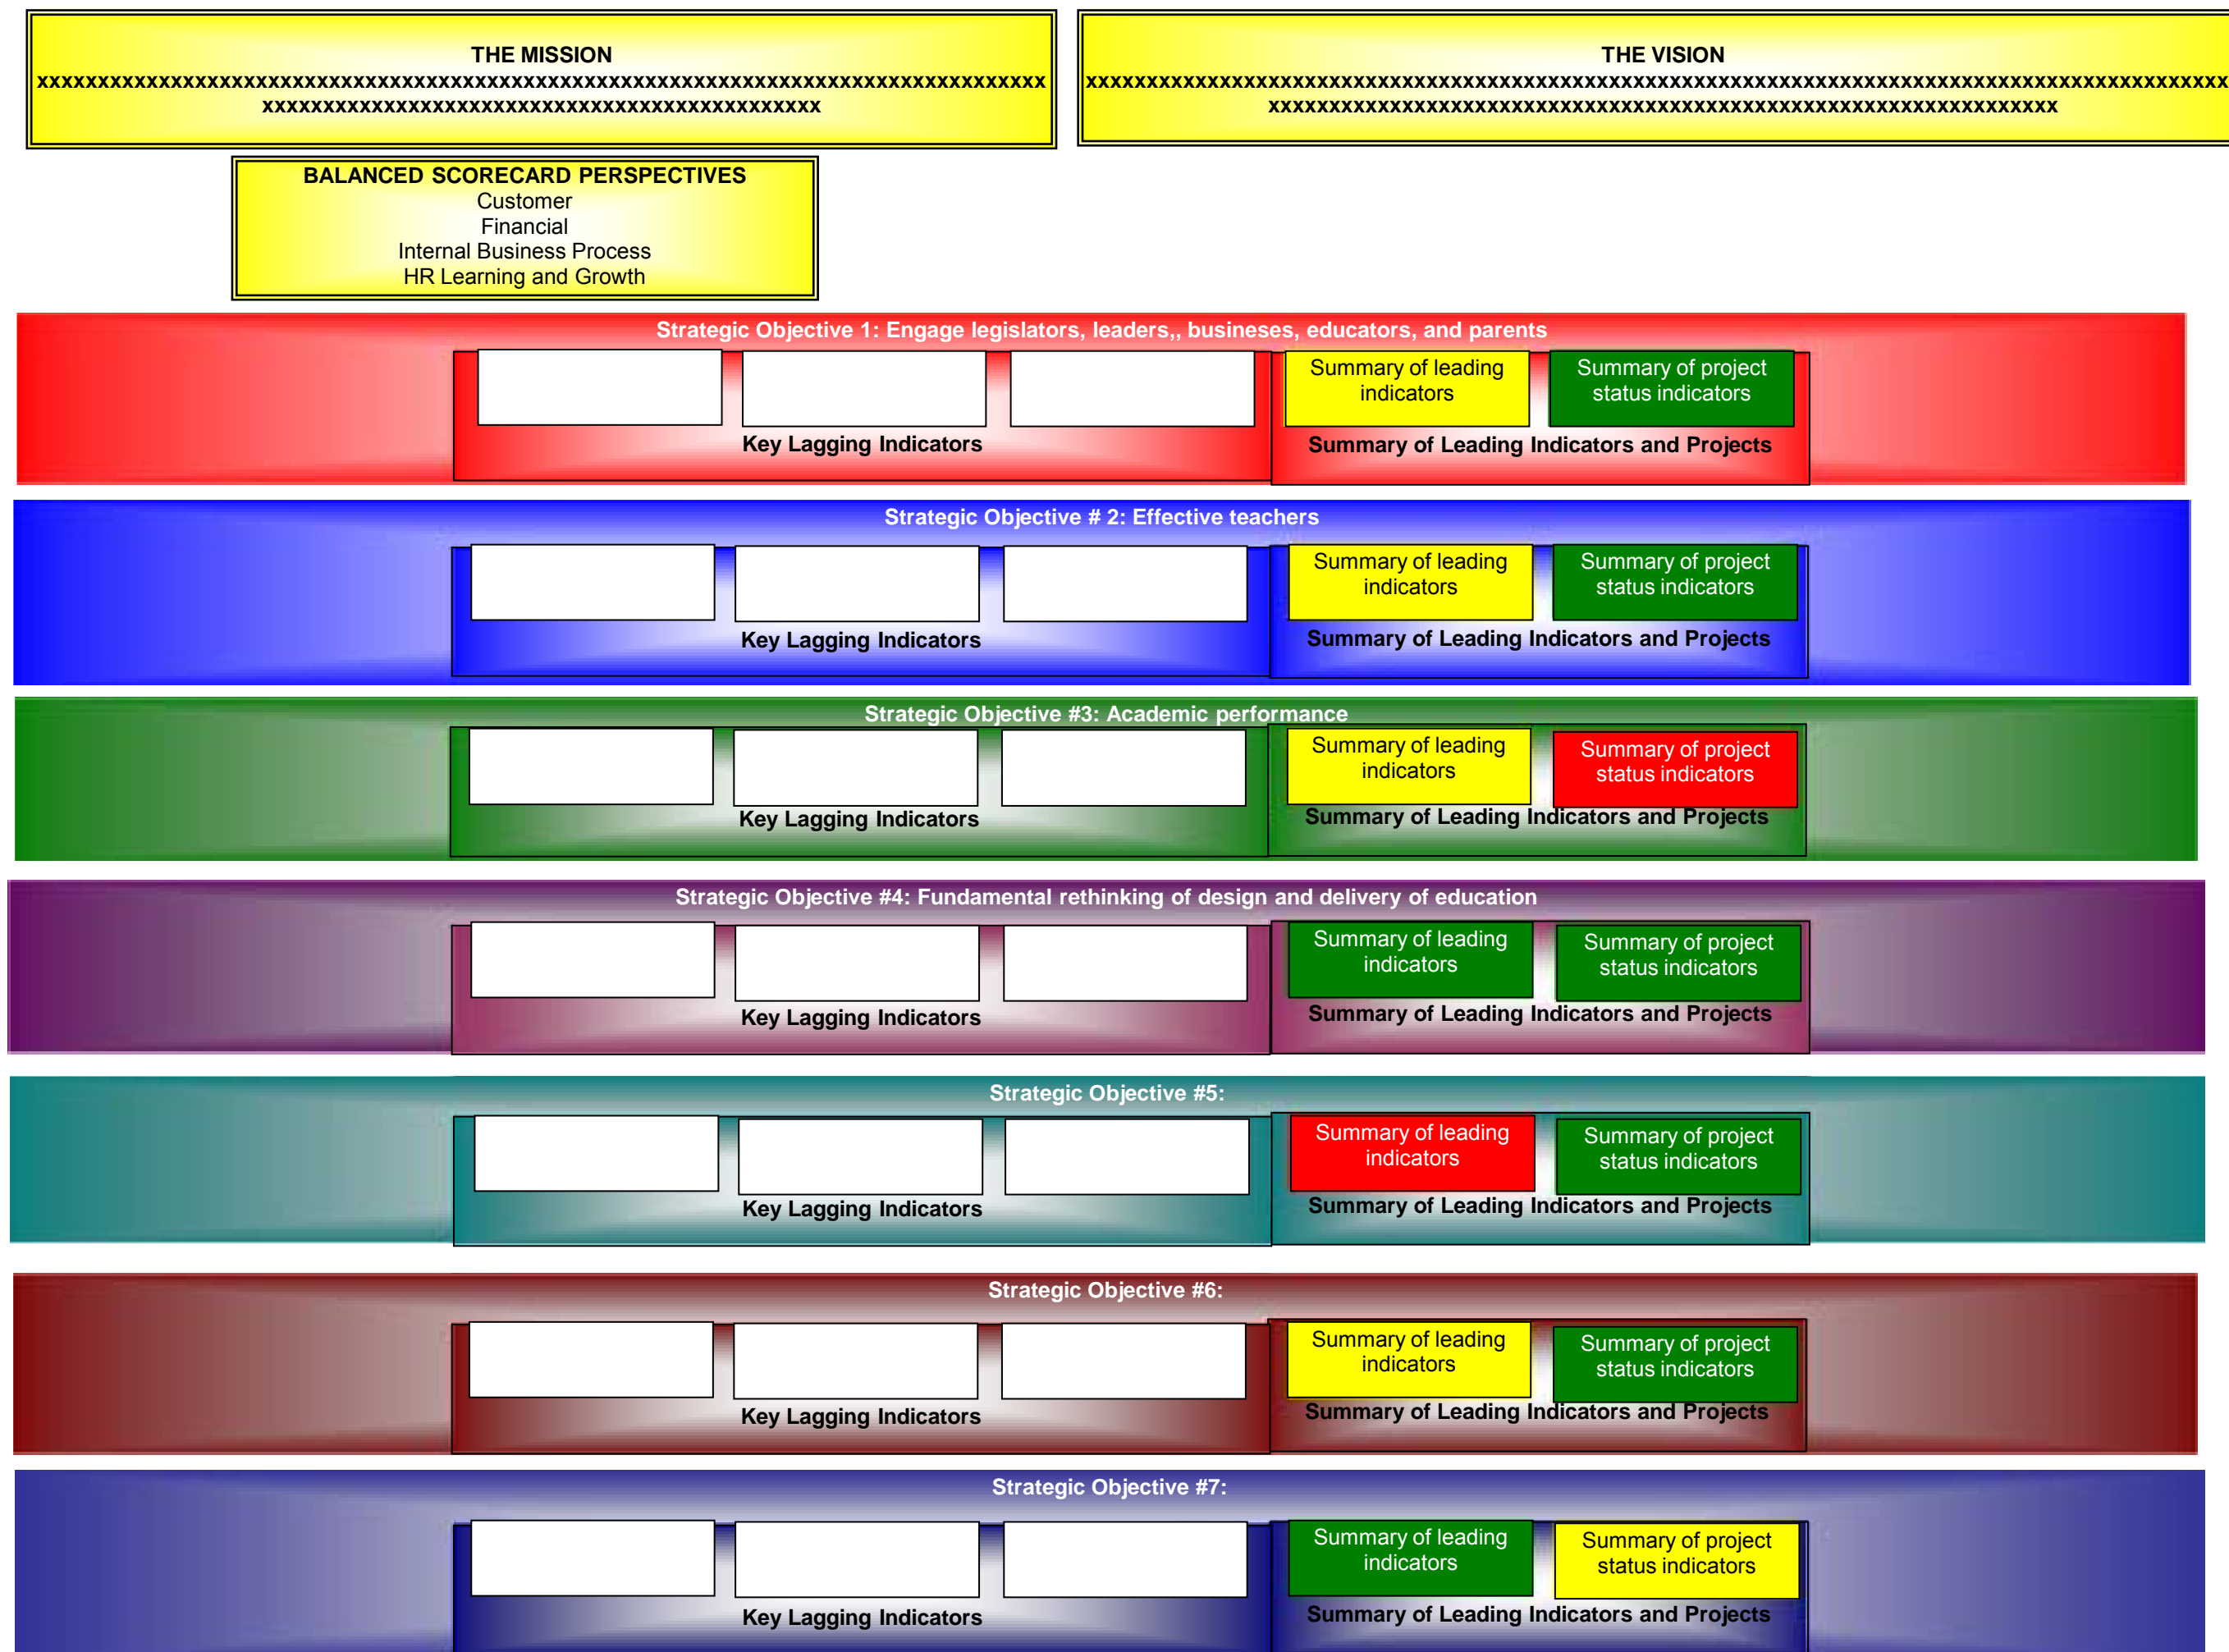 THE MISSION
xxxxxxxxxxxxxxxxxxxxxxxxxxxxxxxxxxxxxxxxxxxxxxxxxxxxxxxxxxxxxxxxxxxxxxxxxxxxxxxxxxx
xxxxxxxxxxxxxxxxxxxxxxxxxxxxxxxxxxxxxxxxxxxxxx
THE VISION
xxxxxxxxxxxxxxxxxxxxxxxxxxxxxxxxxxxxxxxxxxxxxxxxxxxxxxxxxxxxxxxxxxxxxxxxxxxxxxxxxxxxxxxxxxxxxx
xxxxxxxxxxxxxxxxxxxxxxxxxxxxxxxxxxxxxxxxxxxxxxxxxxxxxxxxxxxxxxxxx
BALANCED SCORECARD PERSPECTIVES
Customer
Financial
Internal Business Process
HR Learning and Growth
Strategic Objective 1: Engage legislators, leaders,, busineses, educators, and parents
Summary of leading
indicators
Summary of project
status indicators
Key Lagging Indicators
Summary of Leading Indicators and Projects
Strategic Objective # 2: Effective teachers
Summary of leading
indicators
Summary of project
status indicators
Key Lagging Indicators
Summary of Leading Indicators and Projects
Strategic Objective #3: Academic performance
Summary of leading
indicators
Summary of project
status indicators
Key Lagging Indicators
Summary of Leading Indicators and Projects
Strategic Objective #4: Fundamental rethinking of design and delivery of education
Summary of leading
indicators
Summary of project
status indicators
Key Lagging Indicators
Summary of Leading Indicators and Projects
Strategic Objective #5:
Summary of leading
indicators
Summary of project
status indicators
Key Lagging Indicators
Summary of Leading Indicators and Projects
Strategic Objective #6:
Summary of leading
indicators
Summary of project
status indicators
Key Lagging Indicators
Summary of Leading Indicators and Projects
Strategic Objective #7:
Summary of leading
indicators
Summary of project
status indicators
Key Lagging Indicators
Summary of Leading Indicators and Projects